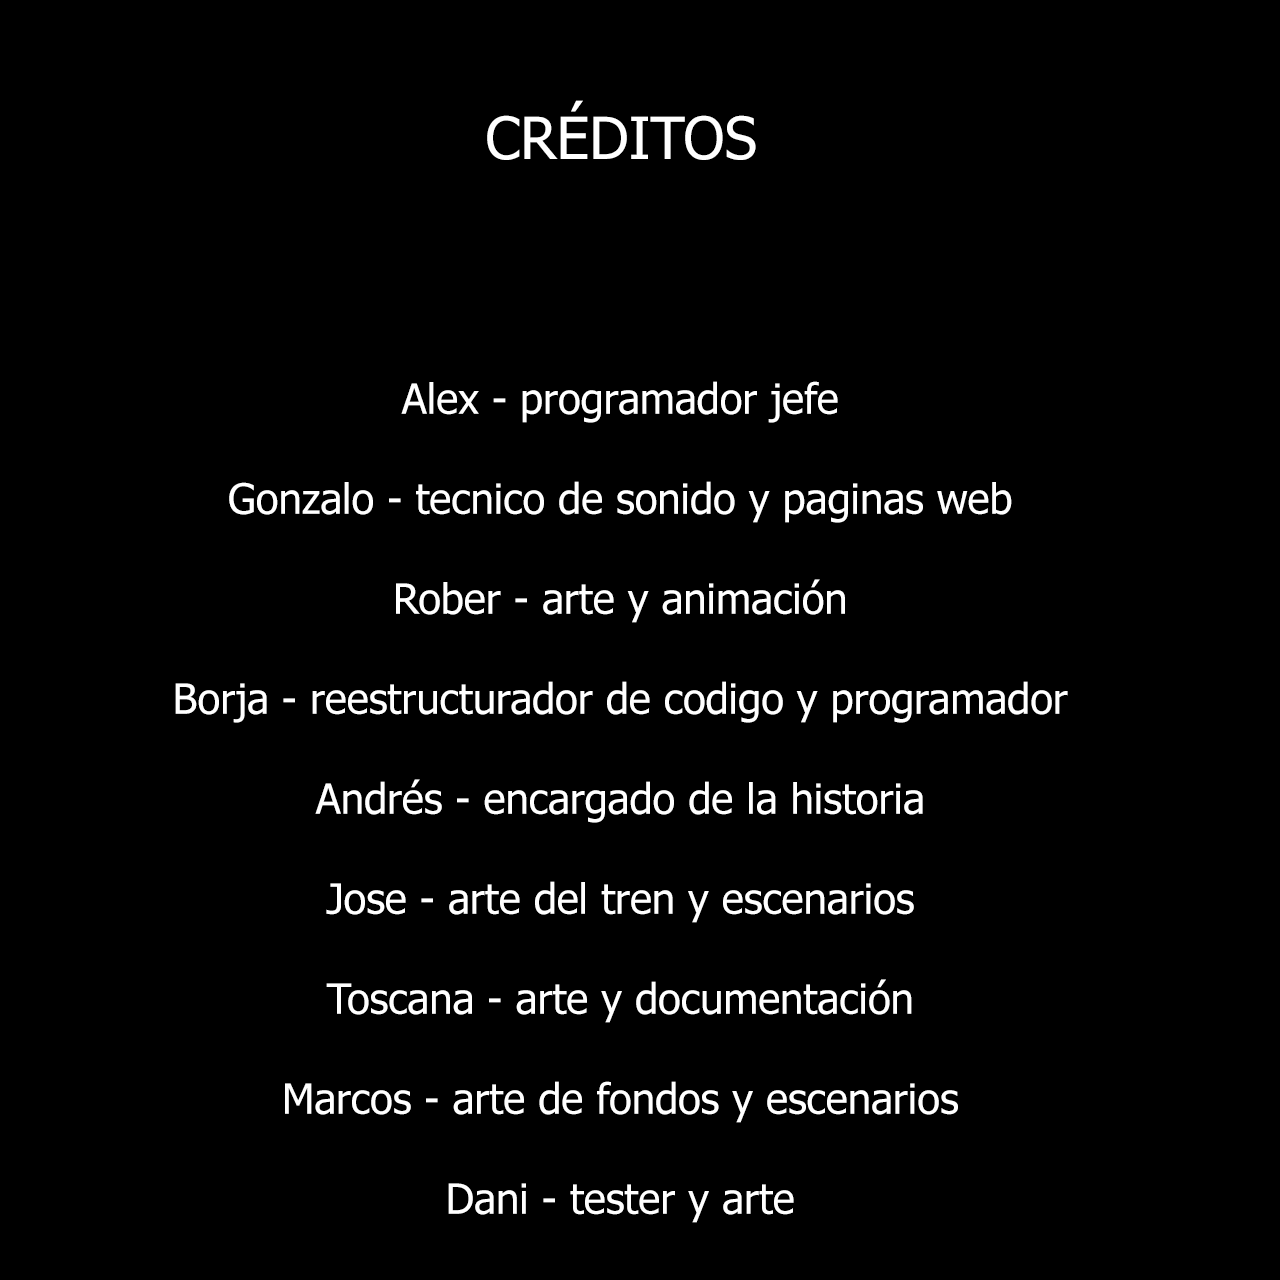 CRÉDITOS
Alex - programador jefe
Gonzalo - tecnico de sonido y paginas web
Rober - arte y animación
Borja - reestructurador de codigo y programador
Andrés - encargado de la historia
Jose - arte del tren y escenarios
Toscana - arte y documentación
Marcos - arte de fondos y escenarios
Dani - tester y arte